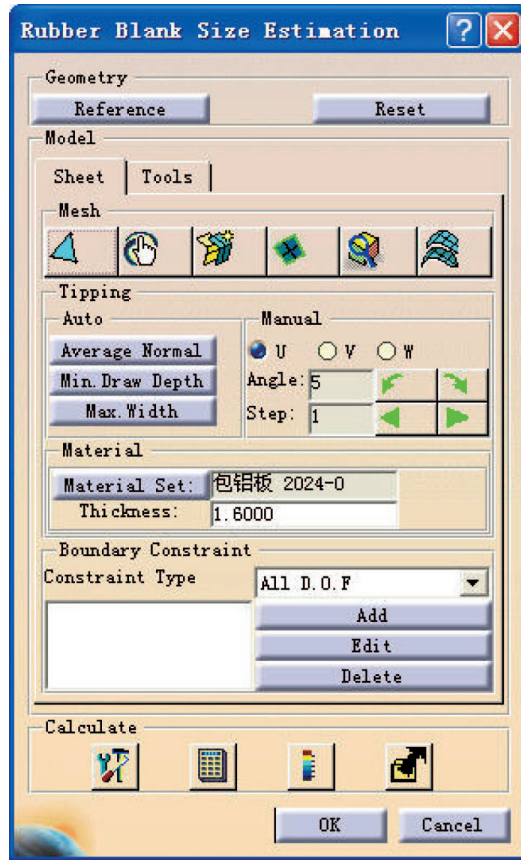 Rubber Blank Size Estimation
Geometry
Reference Reset
Model
Sheet Tools
Mesh
Tipping
Auto Manual
Average Normal U V W
Min.Draw Depth Angle: 5
Max.Width Step: 1
Material
Material Set: 包铝板 2024-0
Thickness: 1.6000
Boundary Constraint
Constraint Type All D.O.F
Add
Edit
Delete
Calculate
OK Cancel